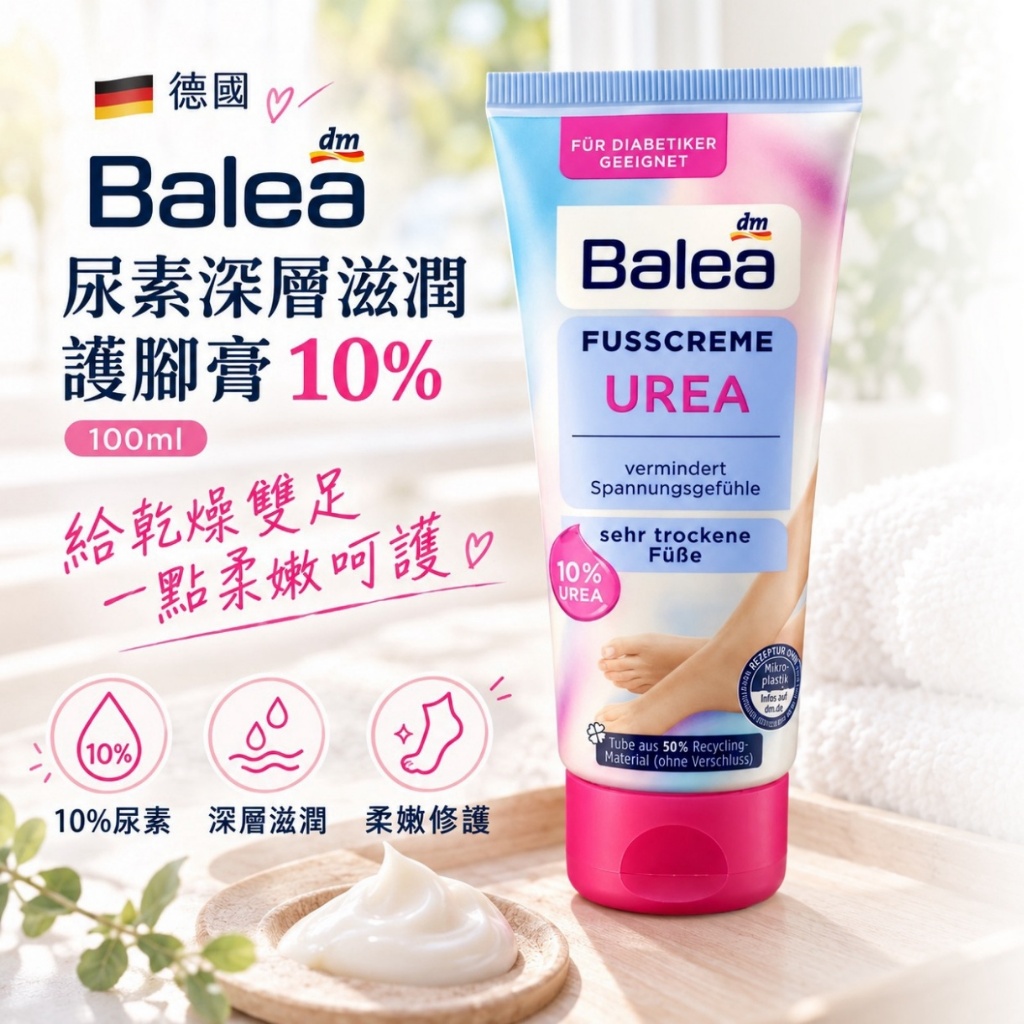 德國
dm
Balea
尿素深層滋潤
護腳膏 10%
100ml
給乾燥雙足
一點柔嫩呵護
10%
10%尿素
深層滋潤
柔嫩修護
FÜR DIABETIKER
GEEIGNET
dm
Balea
FUSSCREME
UREA
vermindert
Spannungsgefühle
sehr trockene
Füße
10%
UREA
REZEPTUR OHNE
Mikro-
plastik
Infos auf
dm.de
Tube aus 50% Recycling-
Material (ohne Verschluss)